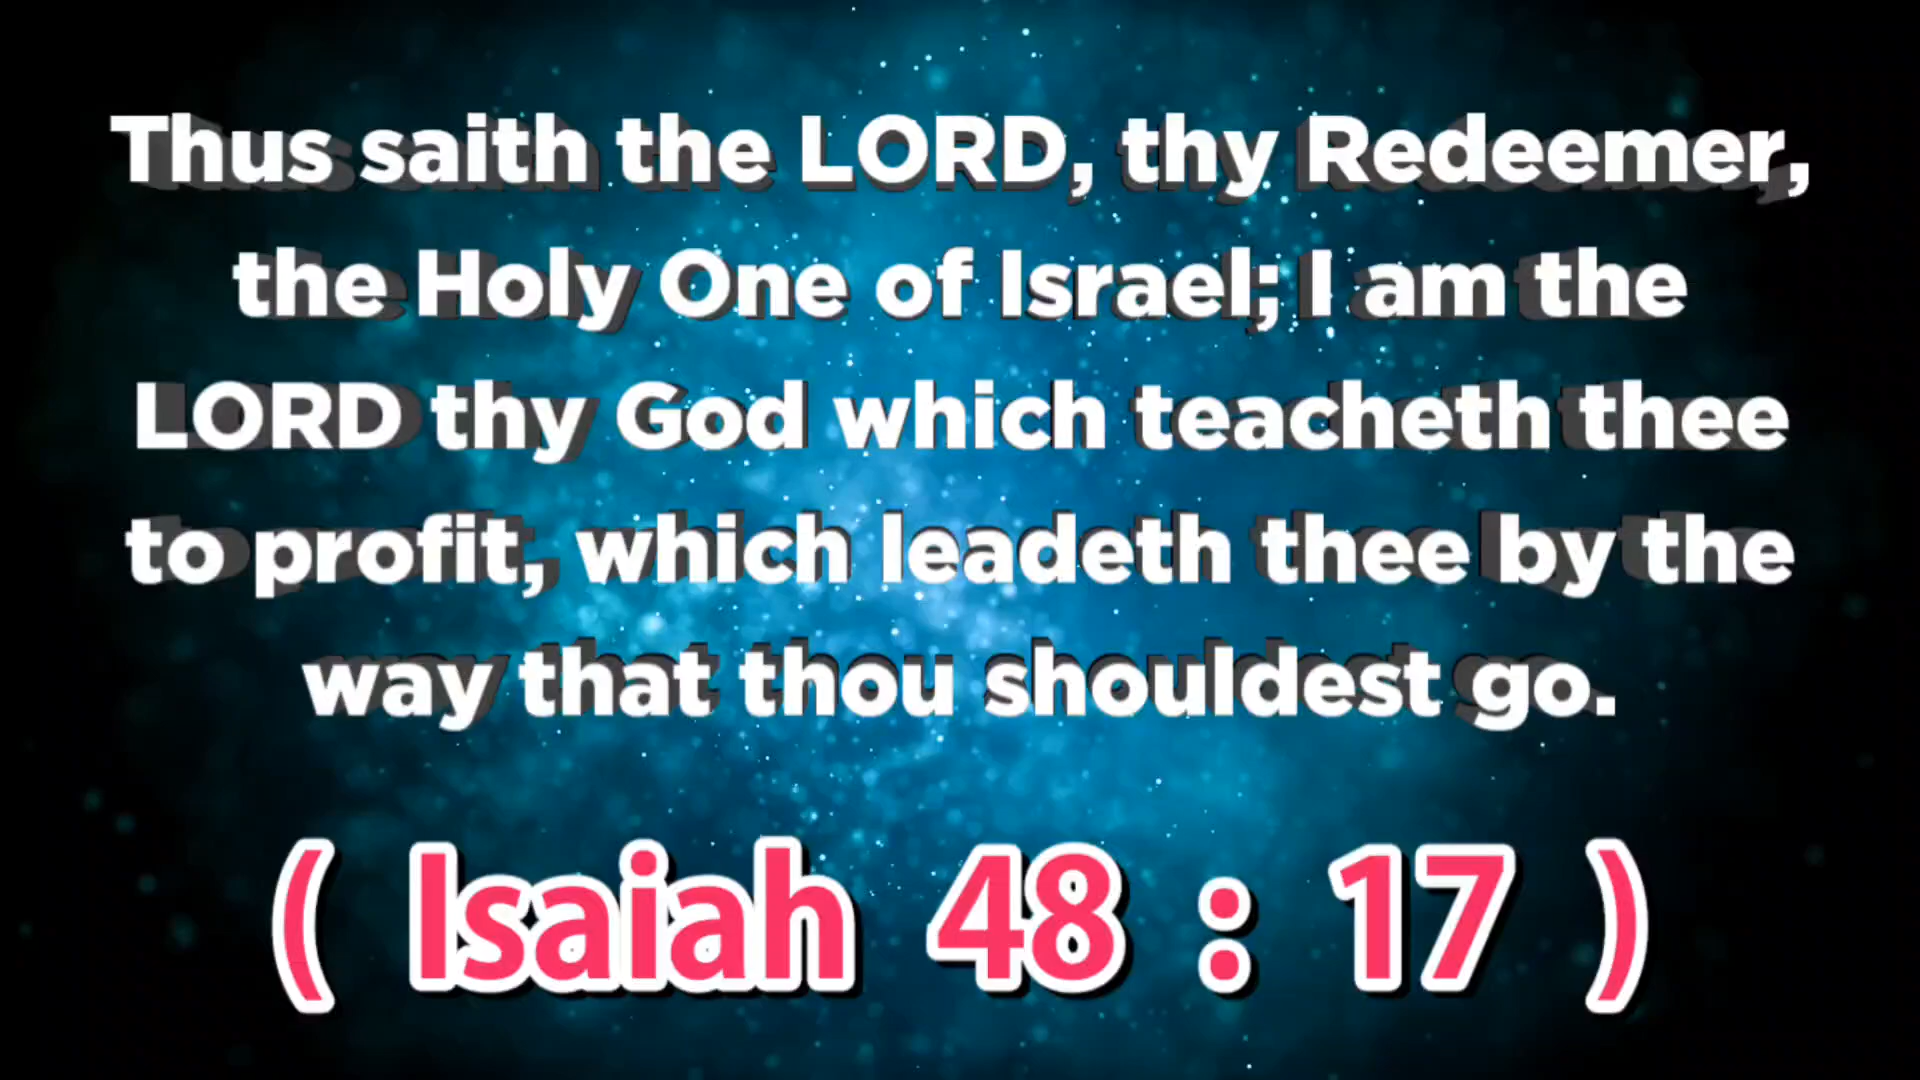 Thus saith the LORD, thy Redeemer,
the Holy One of Israel; I am the
LORD thy God which teacheth thee
to profit, which leadeth thee by the
way that thou shouldest go.
( Isaiah 48 : 17 )